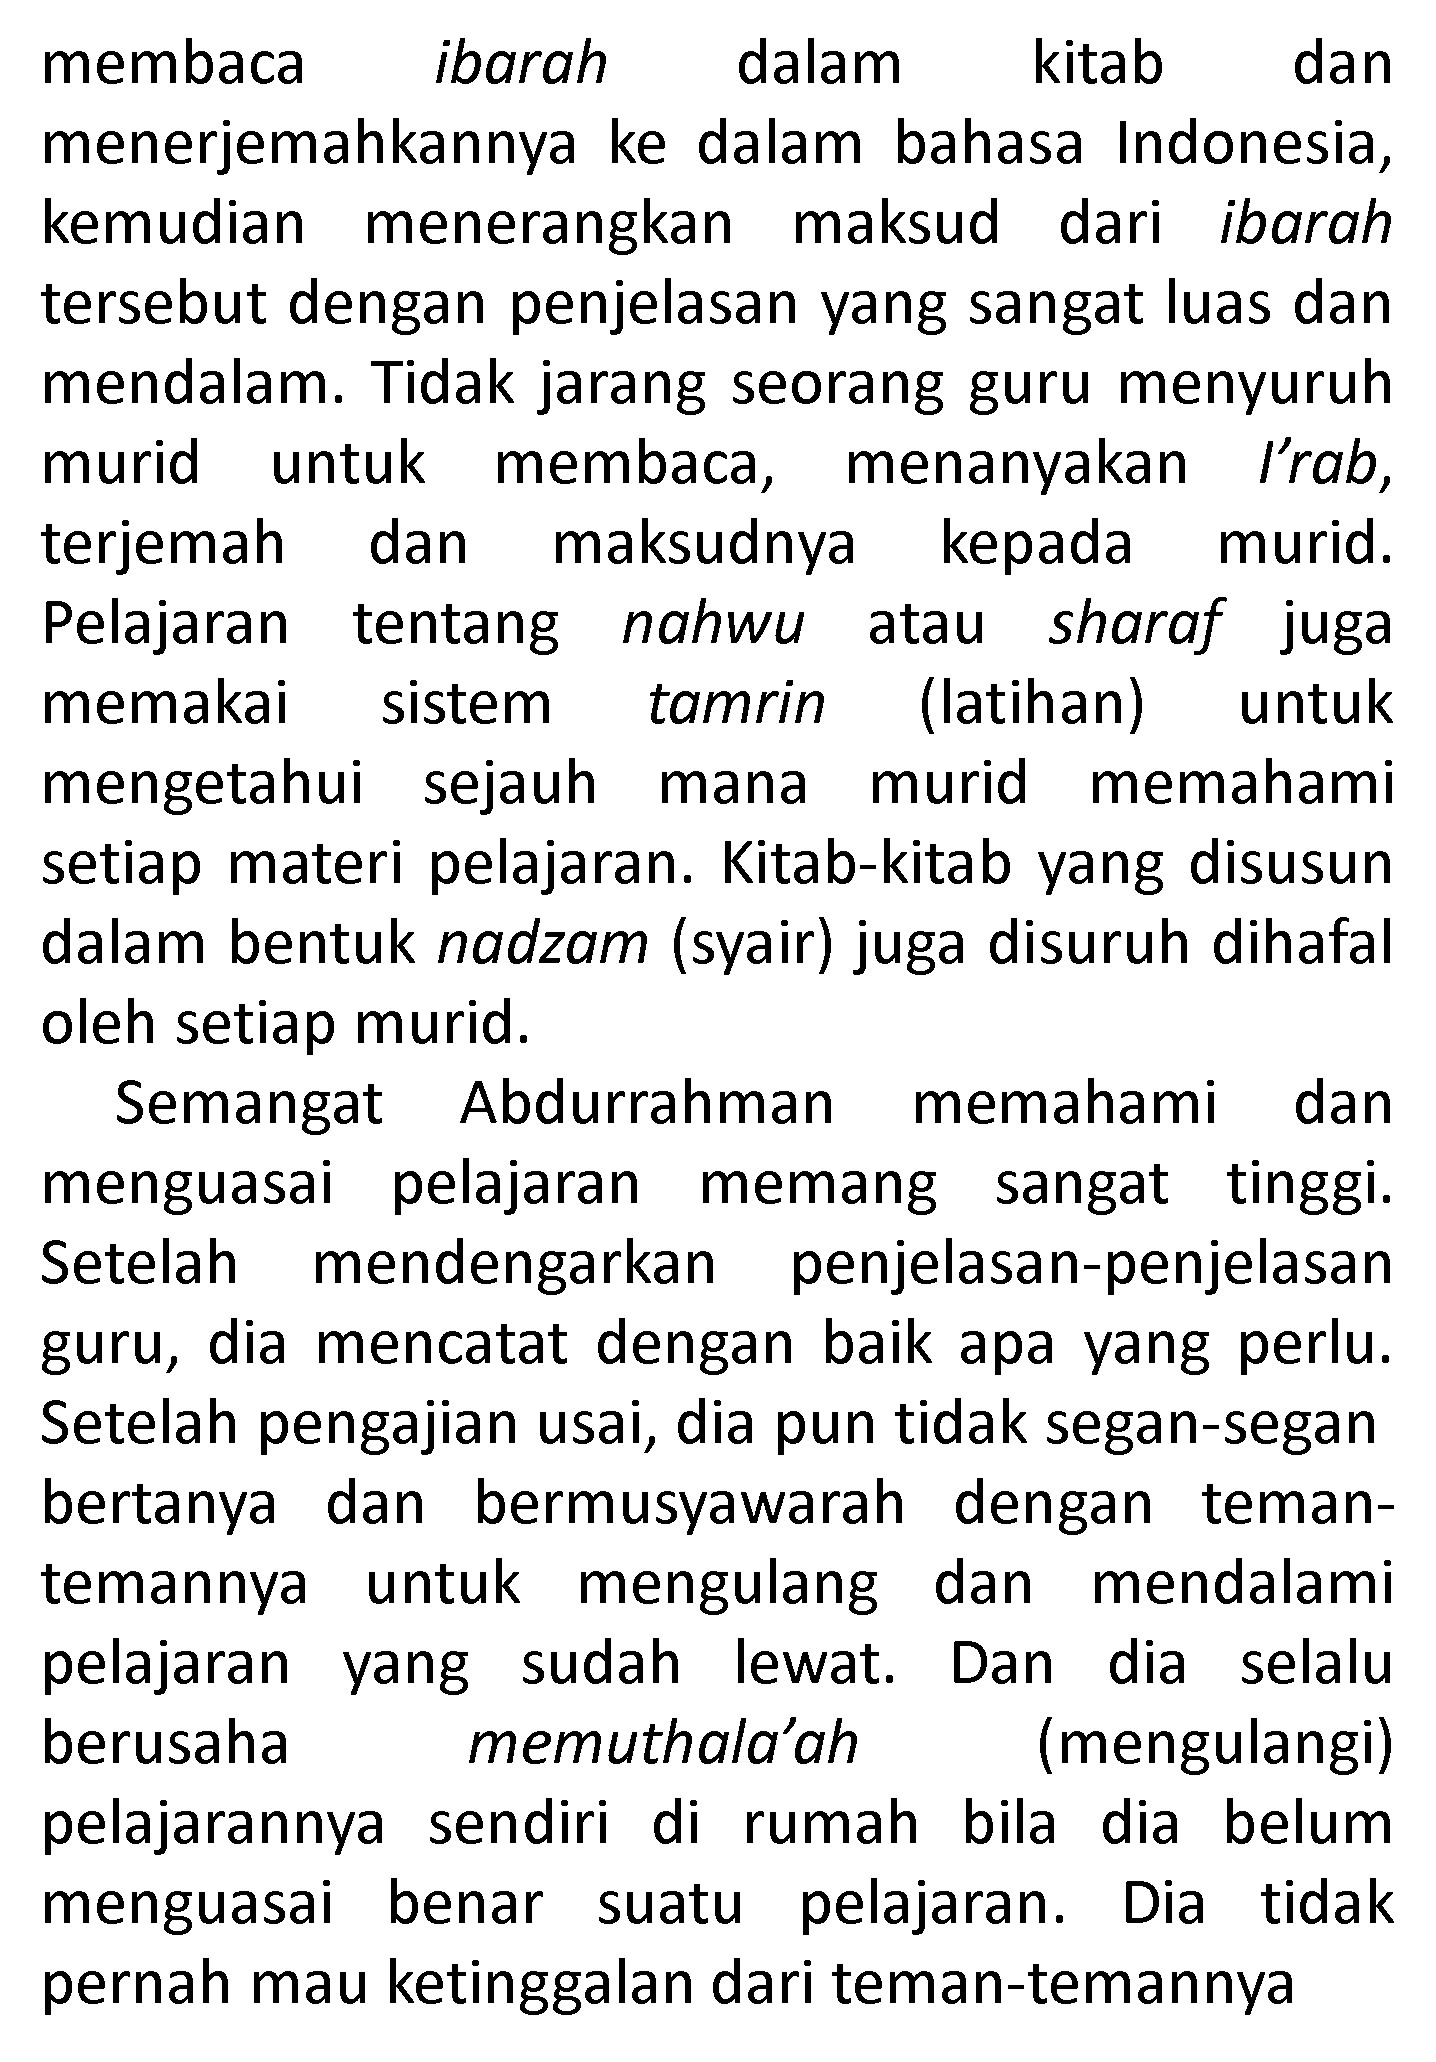 membaca ibarah dalam kitab dan
menerjemahkannya ke dalam bahasa Indonesia,
kemudian menerangkan maksud dari ibarah
tersebut dengan penjelasan yang sangat luas dan
mendalam. Tidak jarang seorang guru menyuruh
murid untuk membaca, menanyakan I’rab,
terjemah dan maksudnya kepada murid.
Pelajaran tentang nahwu atau sharaf juga
memakai sistem tamrin (latihan) untuk
mengetahui sejauh mana murid memahami
setiap materi pelajaran. Kitab-kitab yang disusun
dalam bentuk nadzam (syair) juga disuruh dihafal
oleh setiap murid.
Semangat Abdurrahman memahami dan
menguasai pelajaran memang sangat tinggi.
Setelah mendengarkan penjelasan-penjelasan
guru, dia mencatat dengan baik apa yang perlu.
Setelah pengajian usai, dia pun tidak segan-segan
bertanya dan bermusyawarah dengan teman-
temannya untuk mengulang dan mendalami
pelajaran yang sudah lewat. Dan dia selalu
berusaha memuthala’ah (mengulangi)
pelajarannya sendiri di rumah bila dia belum
menguasai benar suatu pelajaran. Dia tidak
pernah mau ketinggalan dari teman-temannya